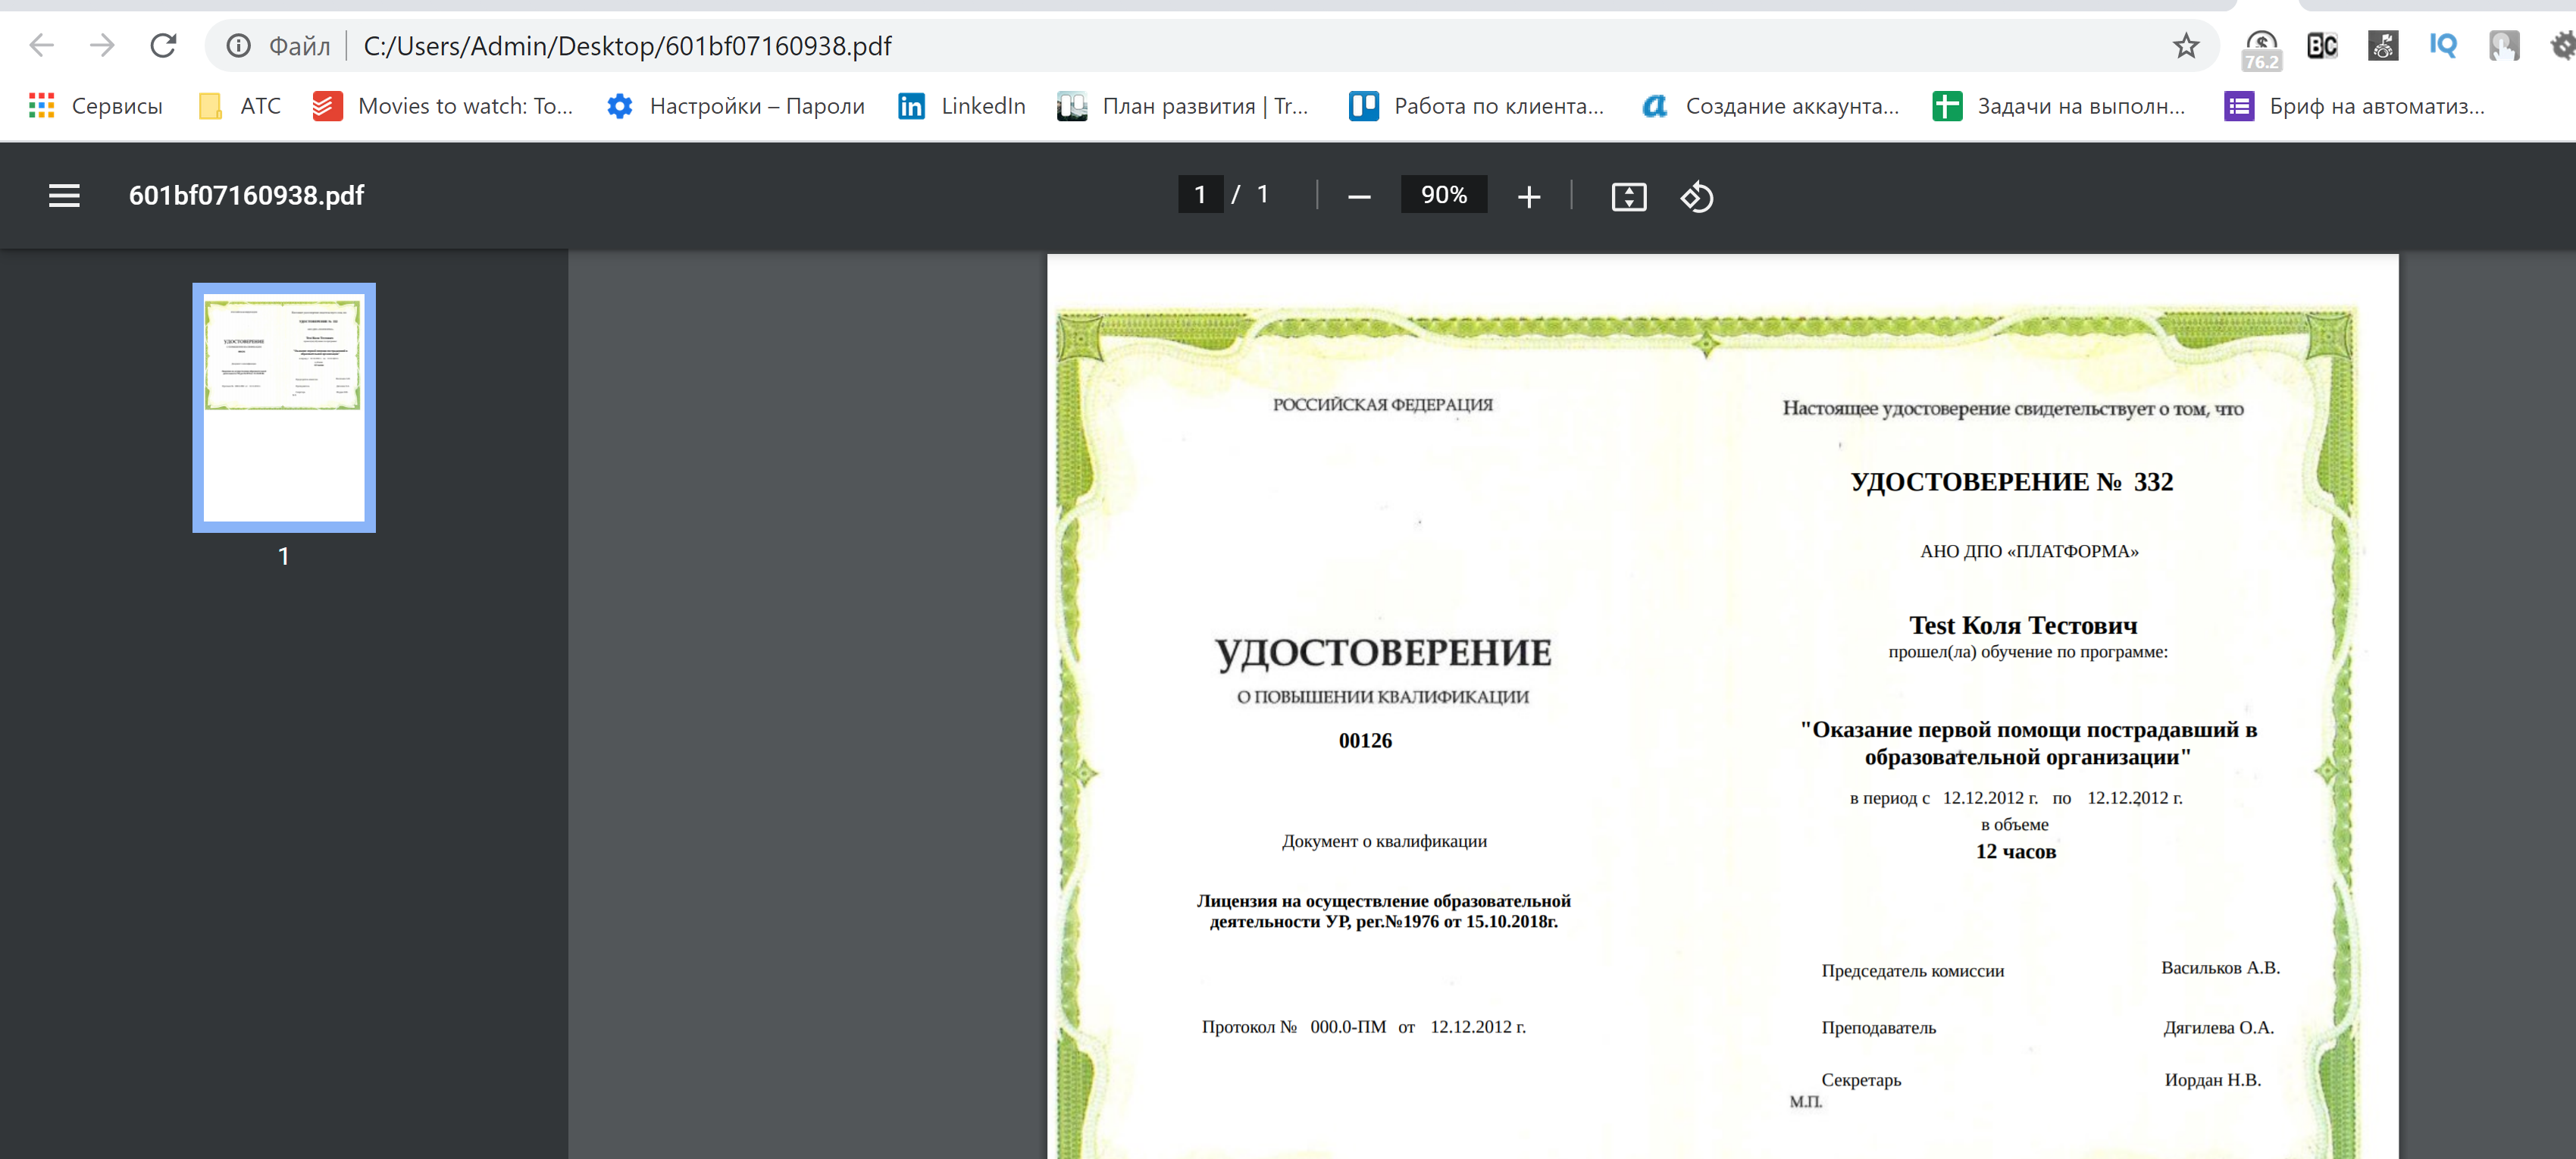 Файл C:/Users/Admin/Desktop/601bf07160938.pdf
76.2
BC
IQ
Сервисы
АТС
Movies to watch: To...
Настройки – Пароли
LinkedIn
План развития | Tr...
Работа по клиента...
Создание аккаунта...
Задачи на выполн...
Бриф на автоматиз...
601bf07160938.pdf
1 / 1
90%
1
РОССИЙСКАЯ ФЕДЕРАЦИЯ
УДОСТОВЕРЕНИЕ
О ПОВЫШЕНИИ КВАЛИФИКАЦИИ
00126
Документ о квалификации
Лицензия на осуществление образовательной
деятельности УР, рег.№1976 от 15.10.2018г.
Протокол № 000.0-ПМ от 12.12.2012 г.
Настоящее удостоверение свидетельствует о том, что
УДОСТОВЕРЕНИЕ № 332
АНО ДПО «ПЛАТФОРМА»
Test Коля Тестович
прошел(ла) обучение по программе:
"Оказание первой помощи пострадавший в
образовательной организации"
в период с 12.12.2012 г. по 12.12.2012 г.
в объеме
12 часов
Председатель комиссии Васильков А.В.
Преподаватель Дягилева О.А.
Секретарь Иордан Н.В.
М.П.